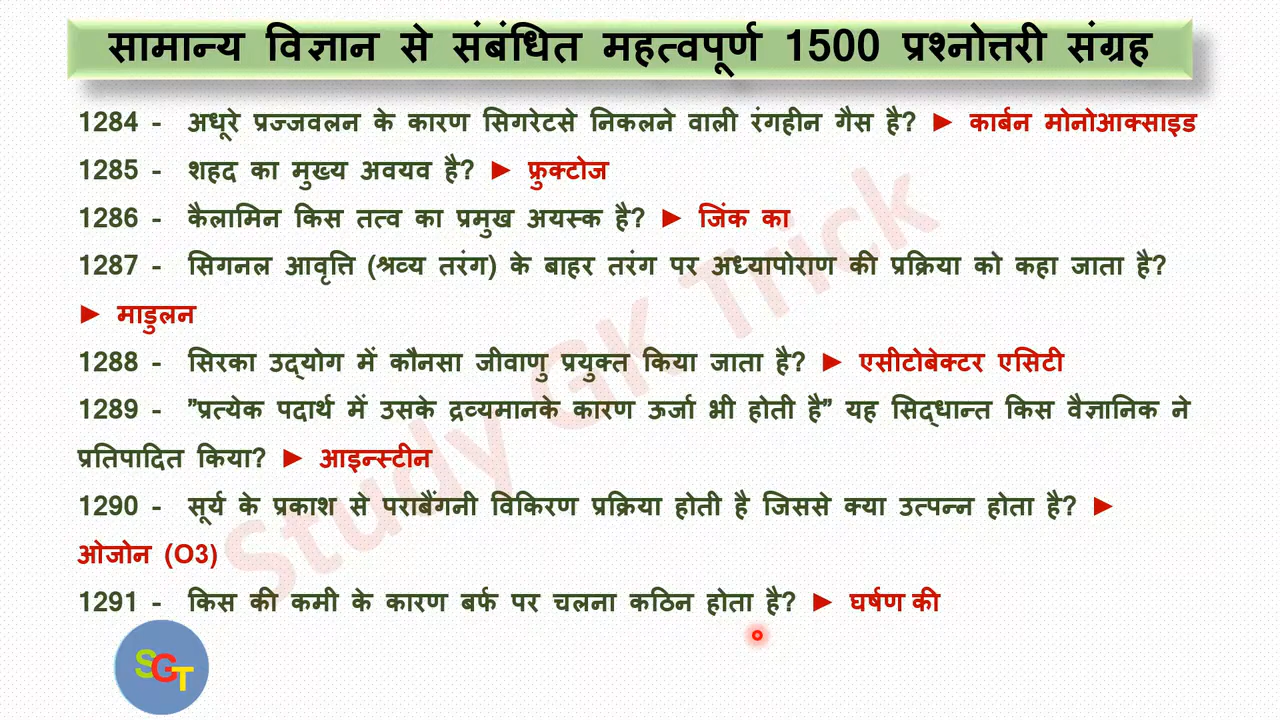 सामान्य विज्ञान से संबंधित महत्वपूर्ण 1500 प्रश्नोत्तरी संग्रह
1284 - अधूरे प्रज्जवलन के कारण सिगरेटसे निकलने वाली रंगहीन गैस है? ► कार्बन मोनोआक्साइड
1285 - शहद का मुख्य अवयव है? ► फ्रुक्टोज
1286 - कैलामिन किस तत्व का प्रमुख अयस्क है? ► जिंक का
1287 - सिगनल आवृत्ति (श्रव्य तरंग) के बाहर तरंग पर अध्यापोराण की प्रक्रिया को कहा जाता है?
► माडुलन
1288 - सिरका उद्योग में कौनसा जीवाणु प्रयुक्त किया जाता है? ► एसीटोबेक्टर एसिटी
1289 - ”प्रत्येक पदार्थ में उसके द्रव्यमानके कारण ऊर्जा भी होती है” यह सिद्धान्त किस वैज्ञानिक ने
प्रतिपादित किया? ► आइन्स्टीन
1290 - सूर्य के प्रकाश से पराबैंगनी विकिरण प्रक्रिया होती है जिससे क्या उत्पन्न होता है? ►
ओजोन (O3)
1291 - किस की कमी के कारण बर्फ पर चलना कठिन होता है? ► घर्षण की
Study GK Trick
SGT